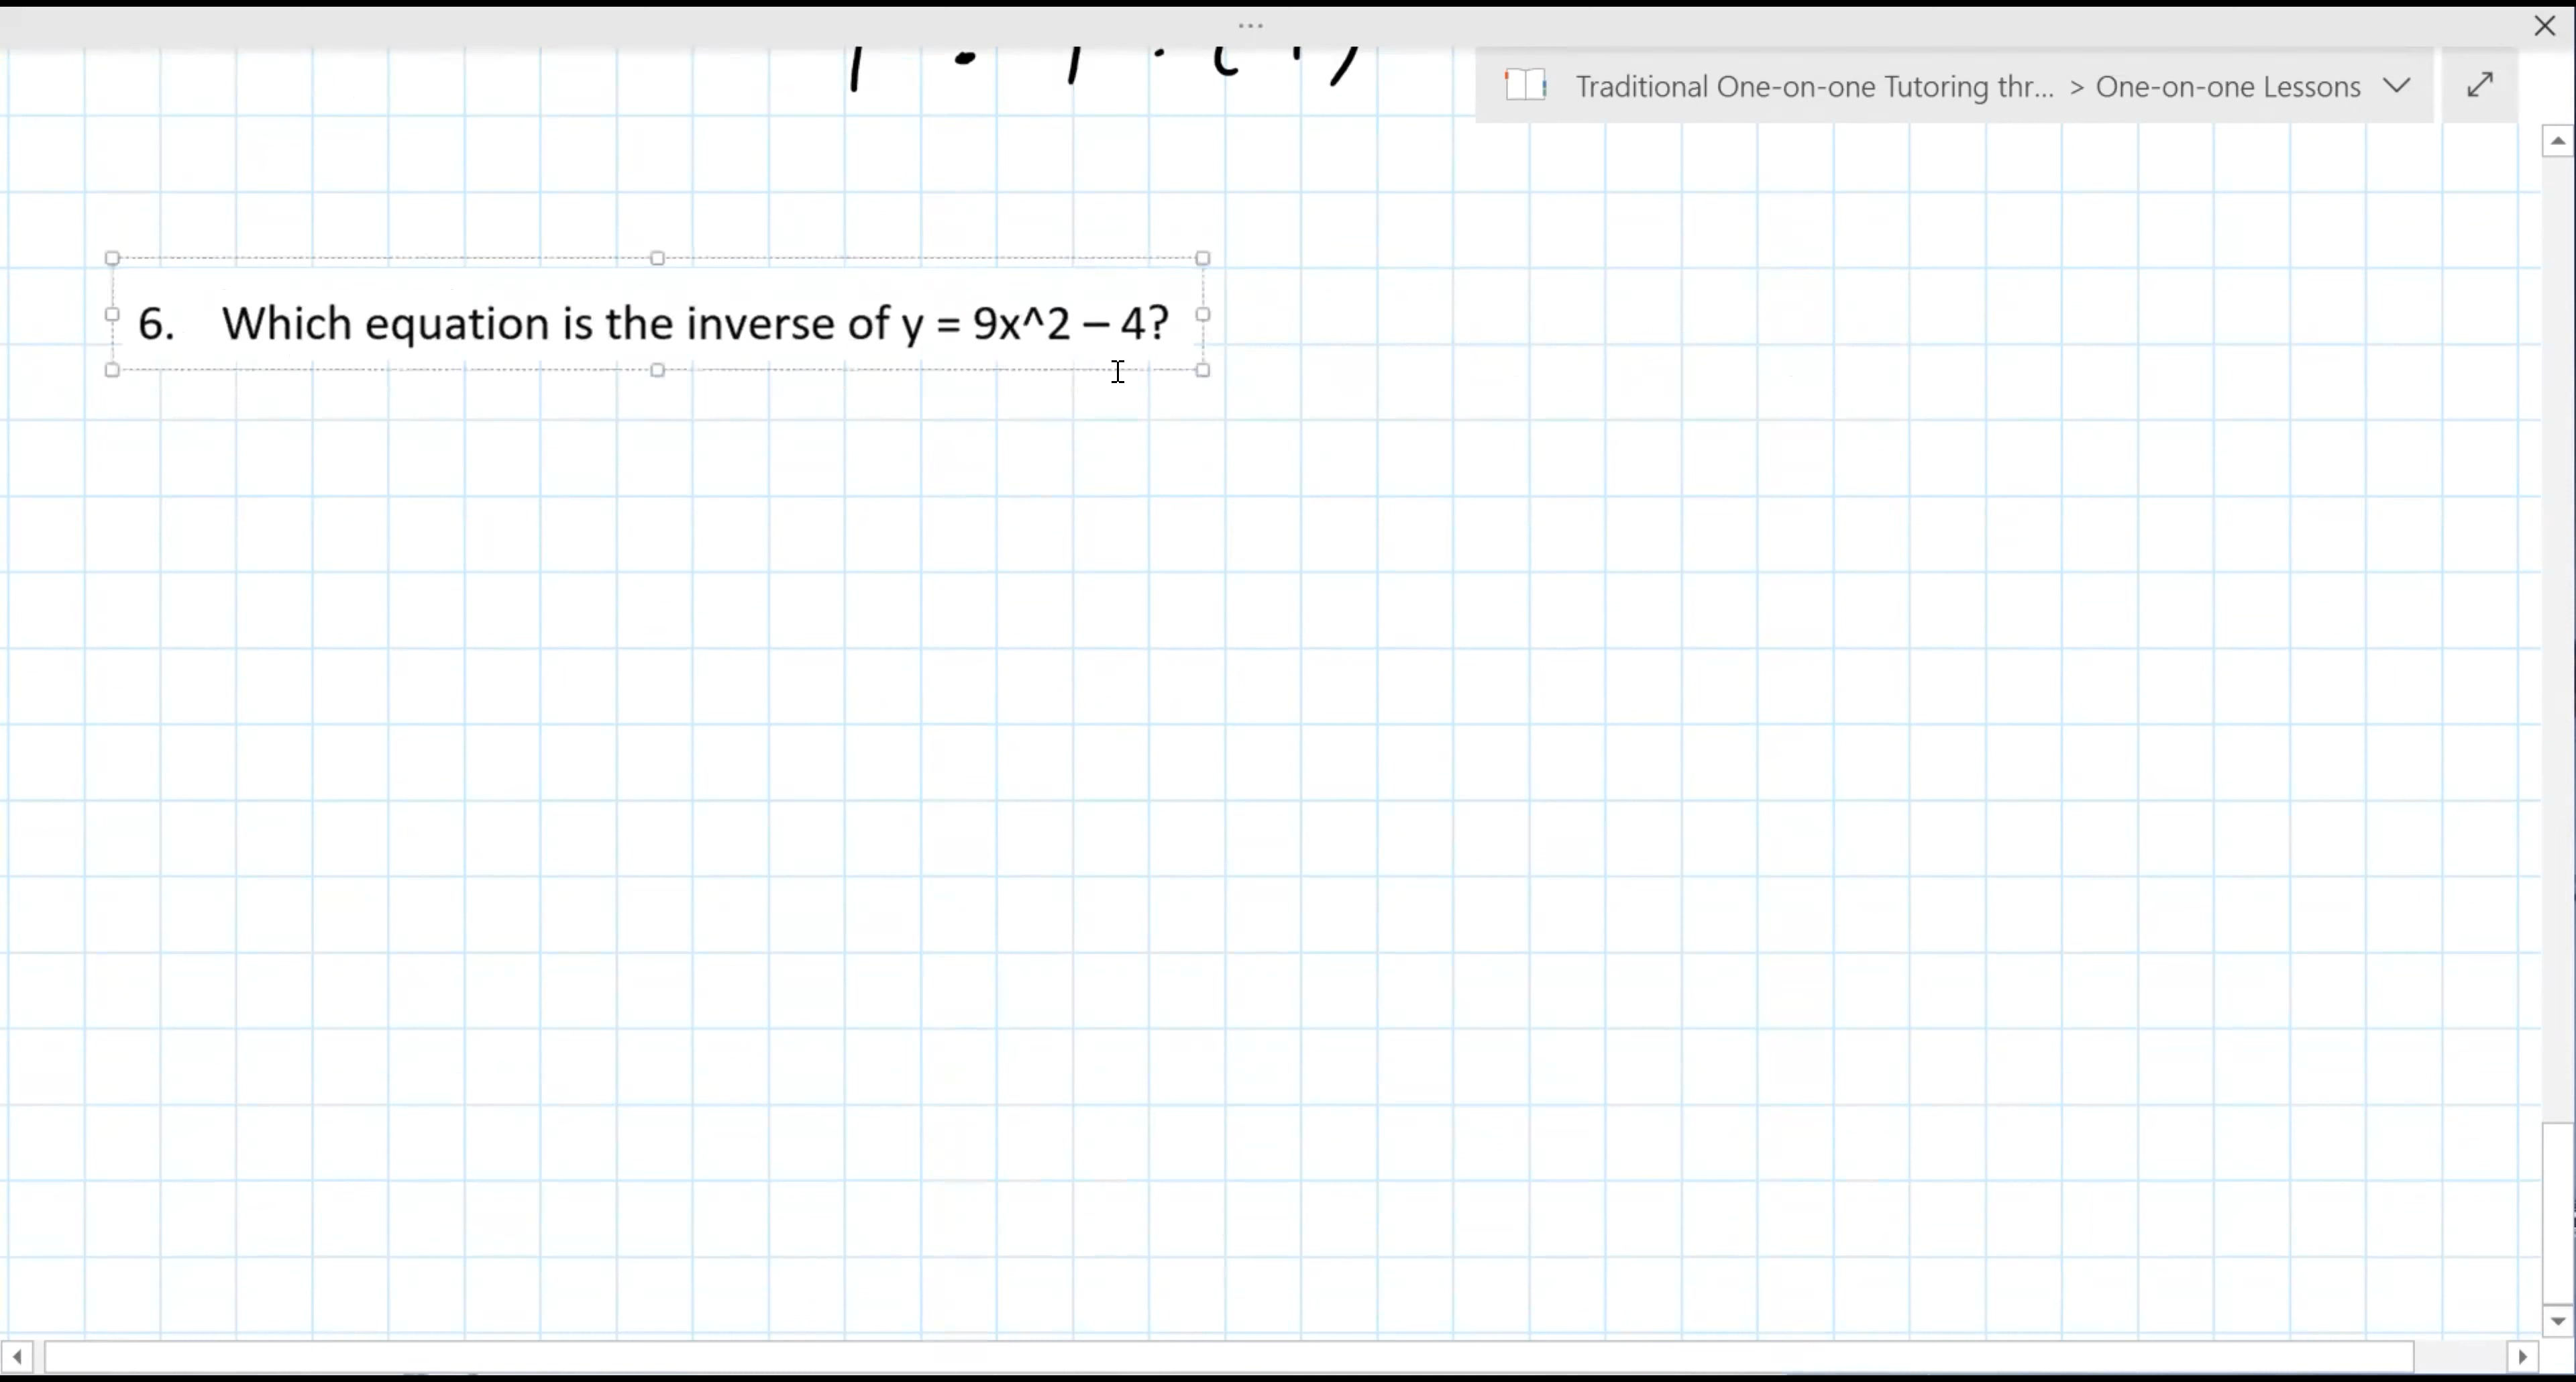 Traditional One-on-one Tutoring thr... > One-on-one Lessons
6. Which equation is the inverse of y = 9x^2 – 4?